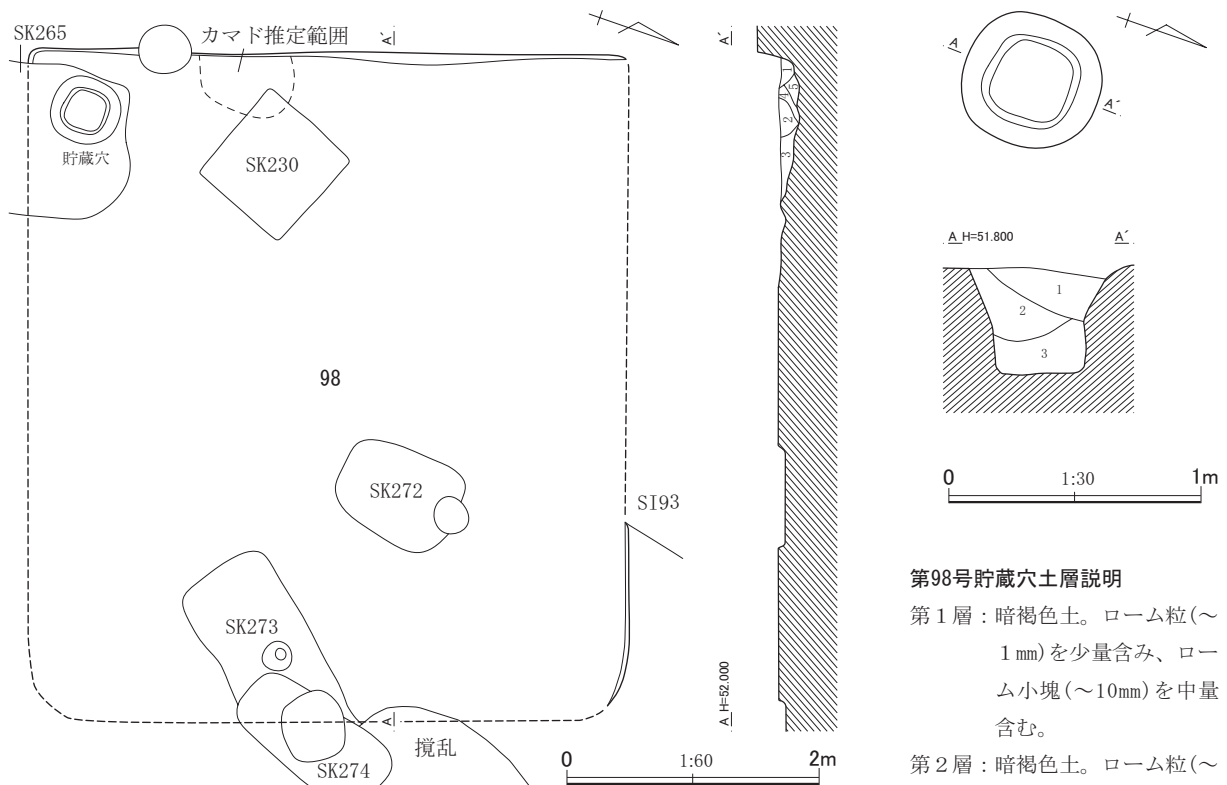 SK265
カマド推定範囲
A´
貯蔵穴
SK230
98
SK272
SI93
SK273
SK274
A
撹乱
0
1:60
2m
A´
1
5
4
2
3
A H=52.000
A
A´
A H=51.800
A´
1
2
3
0
1:30
1m
第98号貯蔵穴土層説明
第１層：暗褐色土。ローム粒(～
１mm)を少量含み、ロー
ム小塊(～10mm)を中量
含む。
第２層：暗褐色土。ローム粒(～